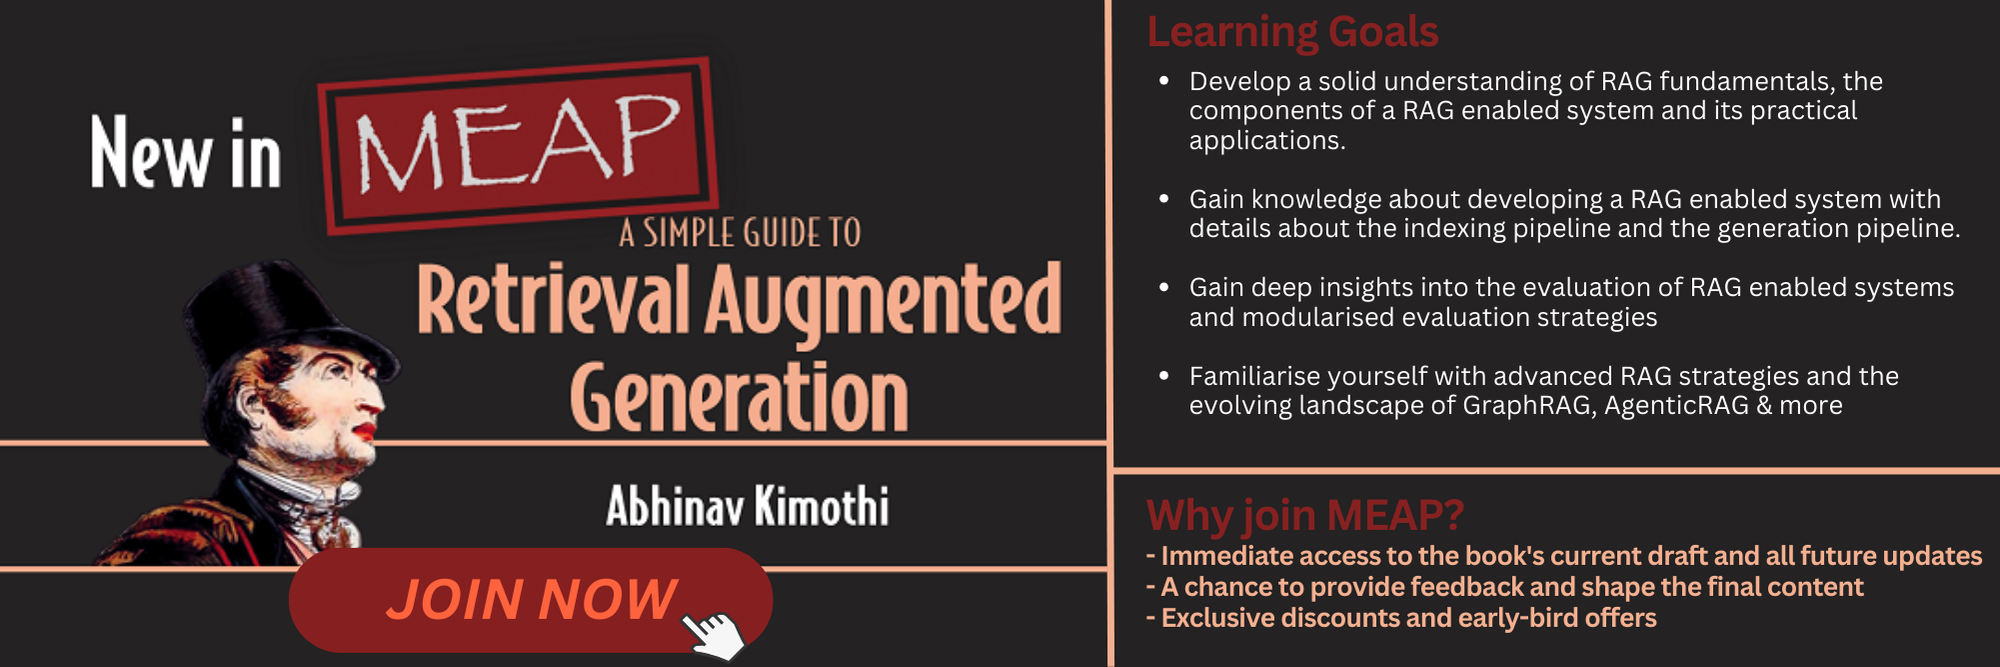 New in
MEAP
A SIMPLE GUIDE TO
Retrieval Augmented
Generation
Abhinav Kimothi
JOIN NOW
Learning Goals
• Develop a solid understanding of RAG fundamentals, the
components of a RAG enabled system and its practical
applications.
• Gain knowledge about developing a RAG enabled system with
details about the indexing pipeline and the generation pipeline.
• Gain deep insights into the evaluation of RAG enabled systems
and modularised evaluation strategies
• Familiarise yourself with advanced RAG strategies and the
evolving landscape of GraphRAG, AgenticRAG & more
Why join MEAP?
- Immediate access to the book's current draft and all future updates
- A chance to provide feedback and shape the final content
- Exclusive discounts and early-bird offers